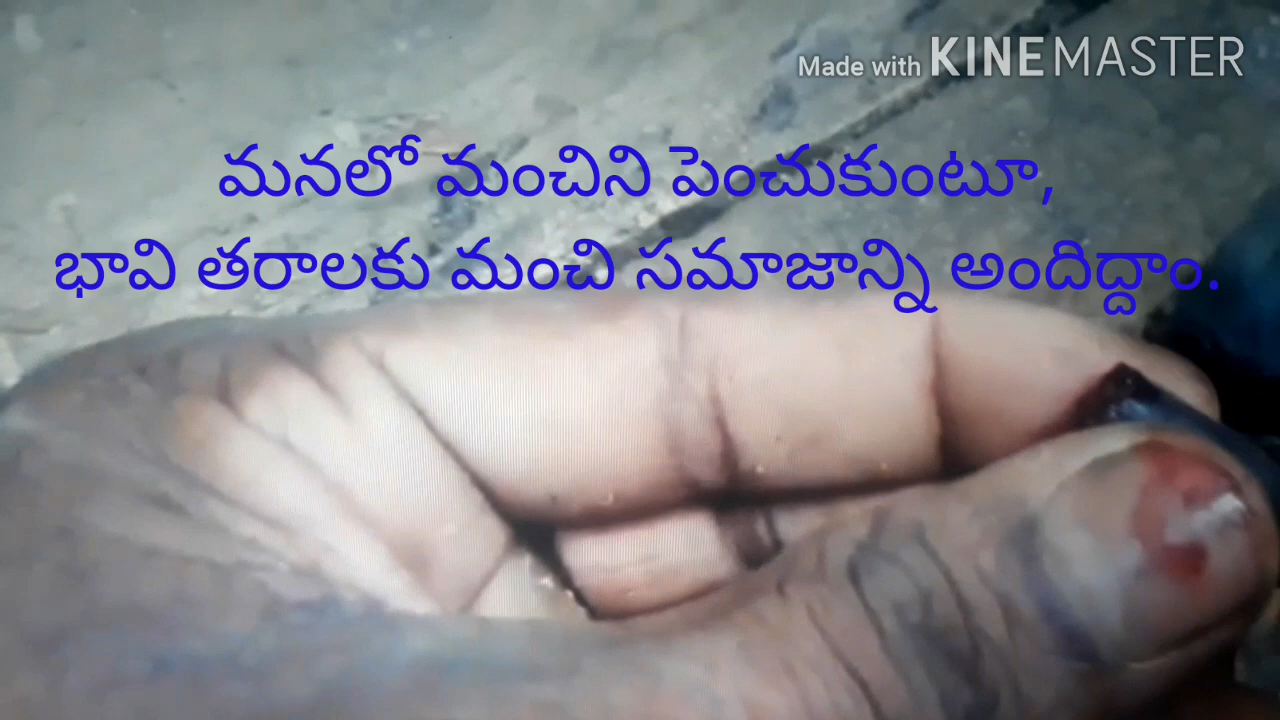 Made with KINEMASTER
మనలో మంచిని పెంచుకుంటూ,
భావి తరాలకు మంచి సమాజాన్ని అందిద్దాం.